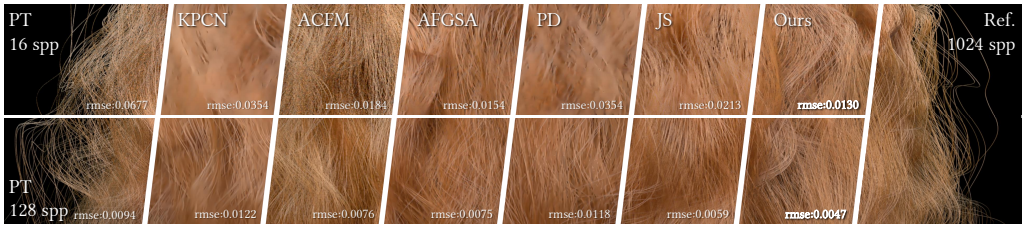 PT
16 spp
rmse:0.0677
KPCN
rmse:0.0354
ACFM
rmse:0.0184
AFGSA
rmse:0.0154
PD
rmse:0.0354
JS
rmse:0.0213
Ours
rmse:0.0130
Ref.
1024 spp
PT
128 spp
rmse:0.0094
rmse:0.0122
rmse:0.0076
rmse:0.0075
rmse:0.0118
rmse:0.0059
rmse:0.0047